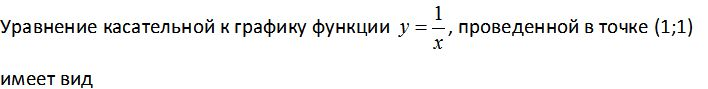 Уравнение касательной к графику функции y = 1/x, проведенной в точке (1;1)
имеет вид